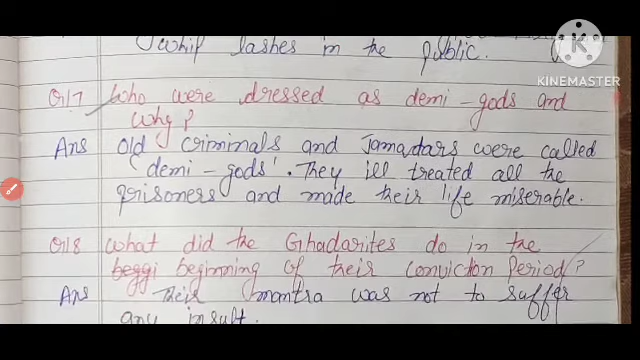 whip lashes in the public.
KINEMASTER
Q17 Who were dressed as demi-gods and
why?
Ans Old criminals and Jamadars were called
'demi-gods'. They ill treated all the
prisoners and made their life miserable.
Q18 What did the Ghadarites do in the
beggi beginning of their Conviction Period?
Ans Their mantra was not to suffer
any insult.